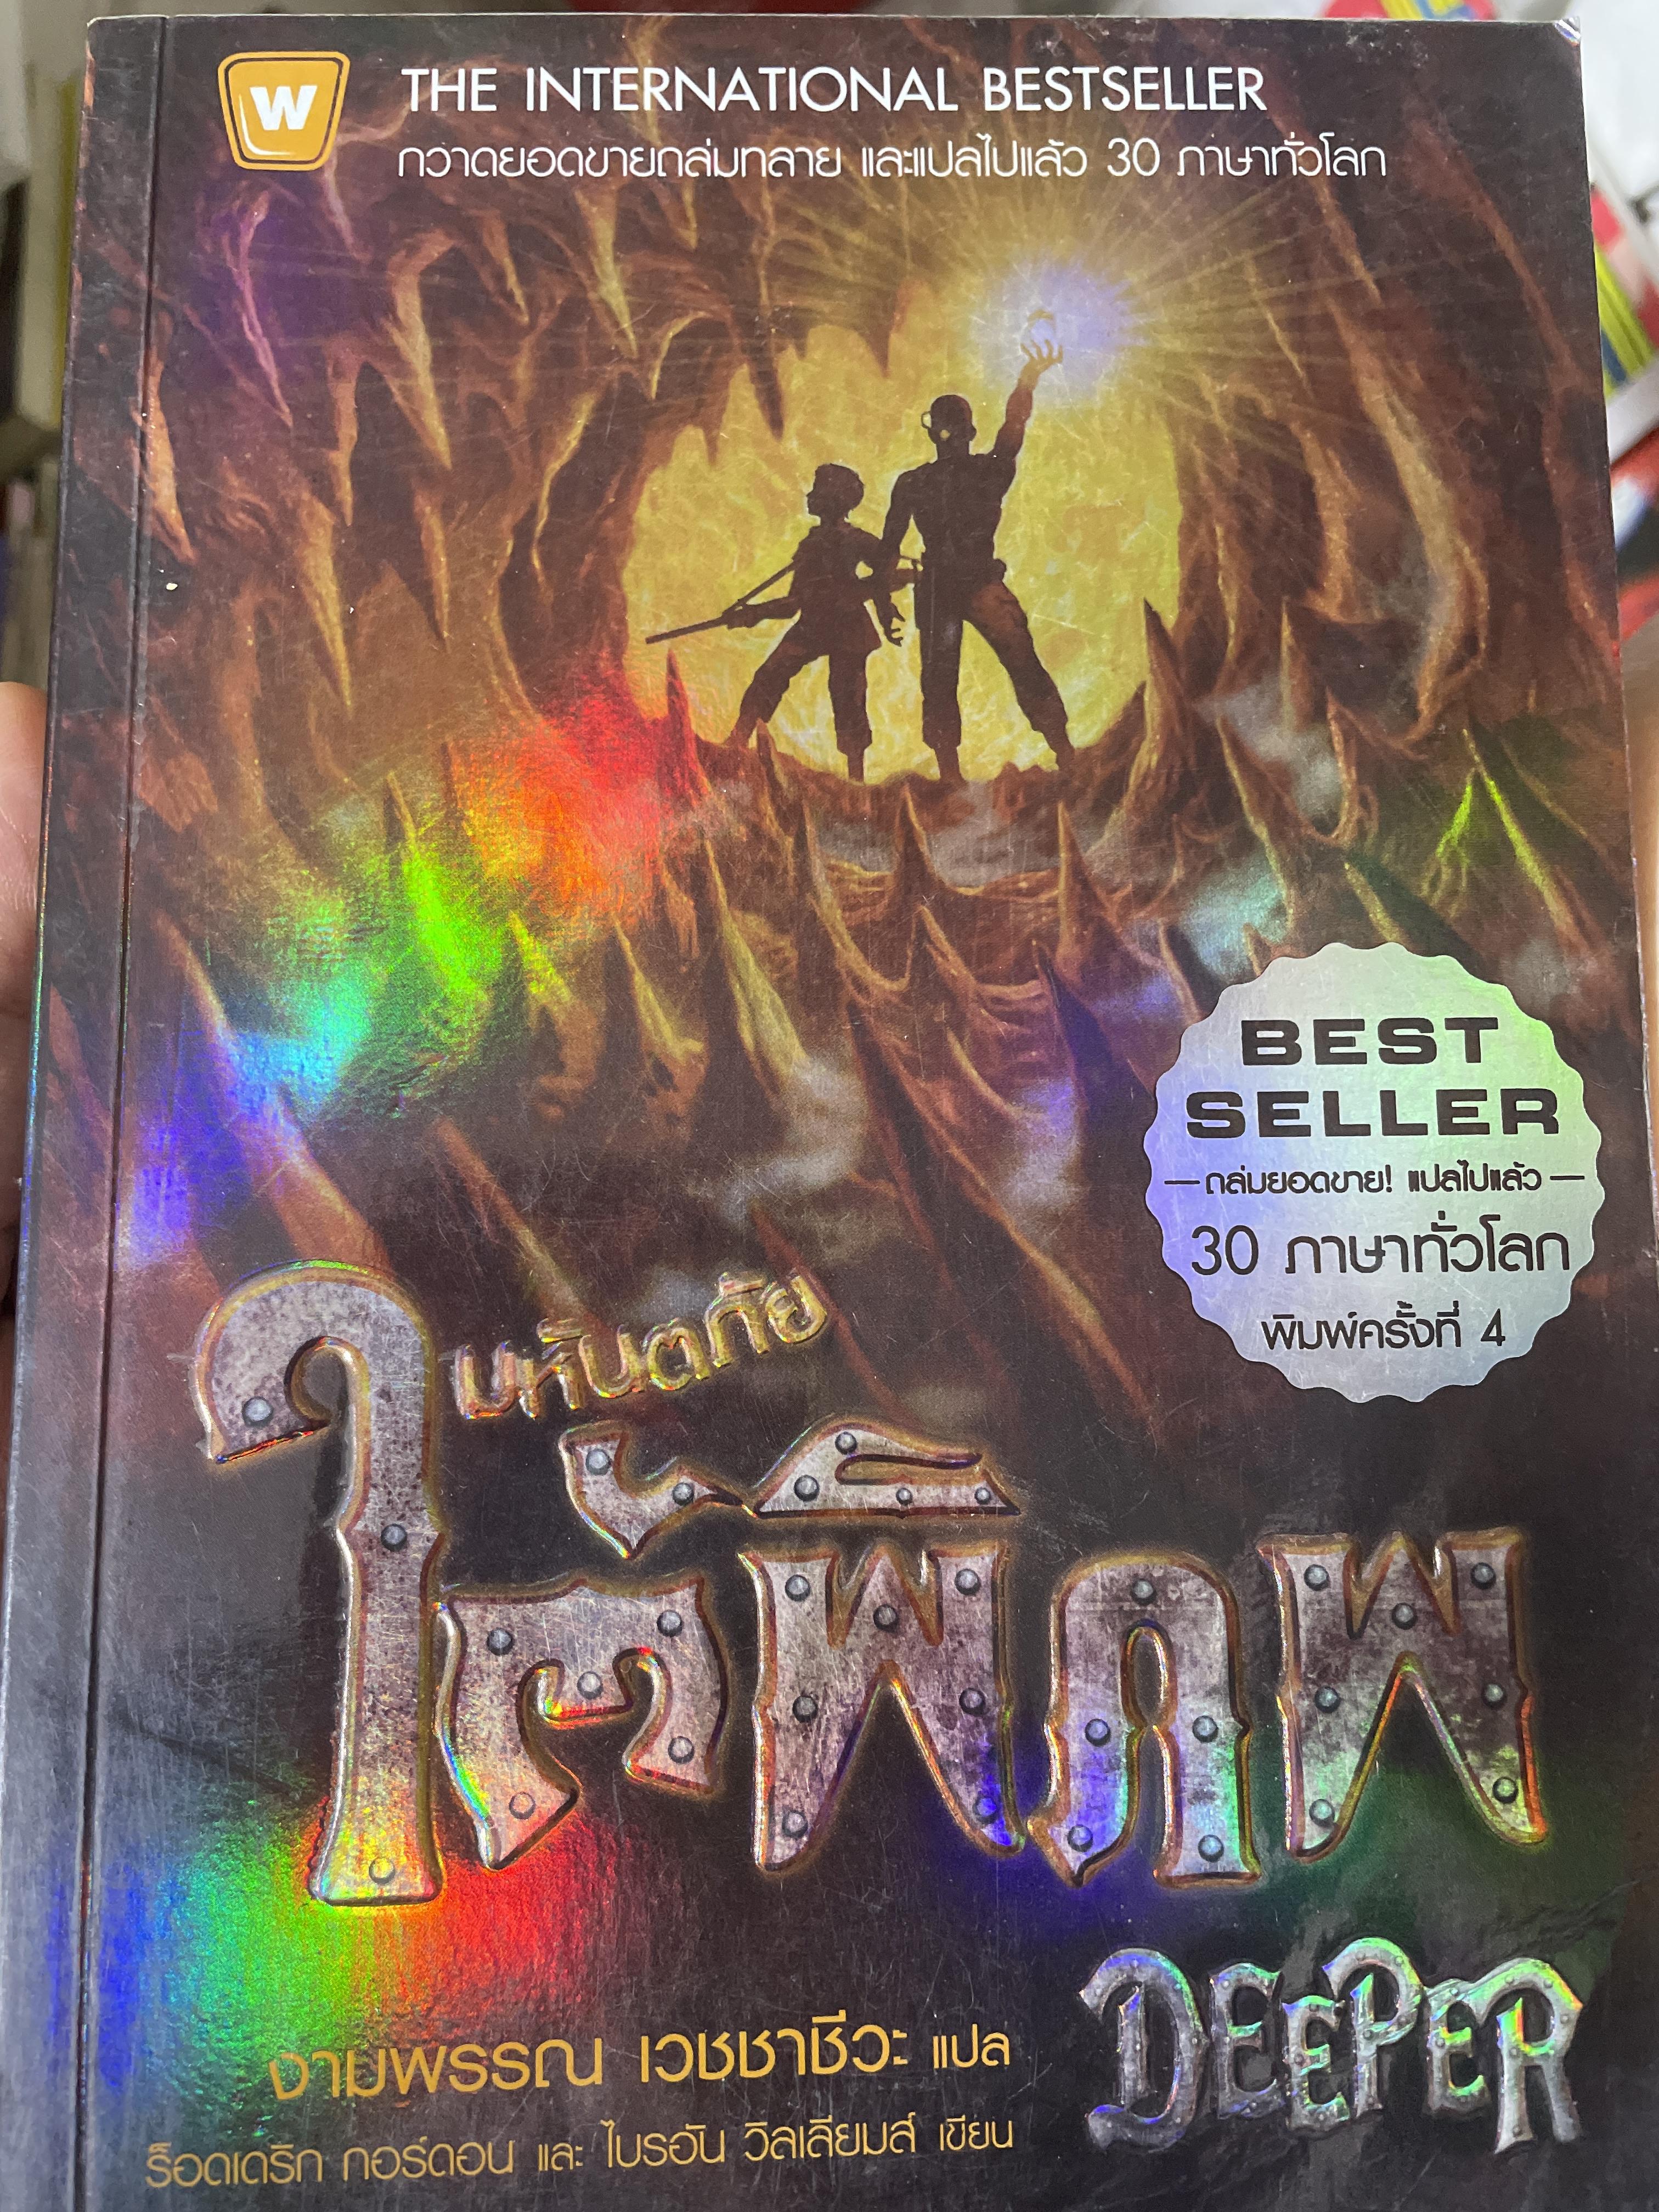 W
THE INTERNATIONAL BESTSELLER
กวาดยอดขายถล่มทลาย และแปลไปแล้ว 30 ภาษาทั่วโลก
BEST
SELLER
ถล่มยอดขาย! แปลไปแล้ว
30 ภาษาทั่วโลก
พิมพ์ครั้งที่ 4
มหันตภัย
ใต้พิภพ
DEEPER
งามพรรณ เวชชาชีวะ แปล
ร็อดเดริก กอร์ดอน และ ไบรอัน วิลเลียมส์ เขียน